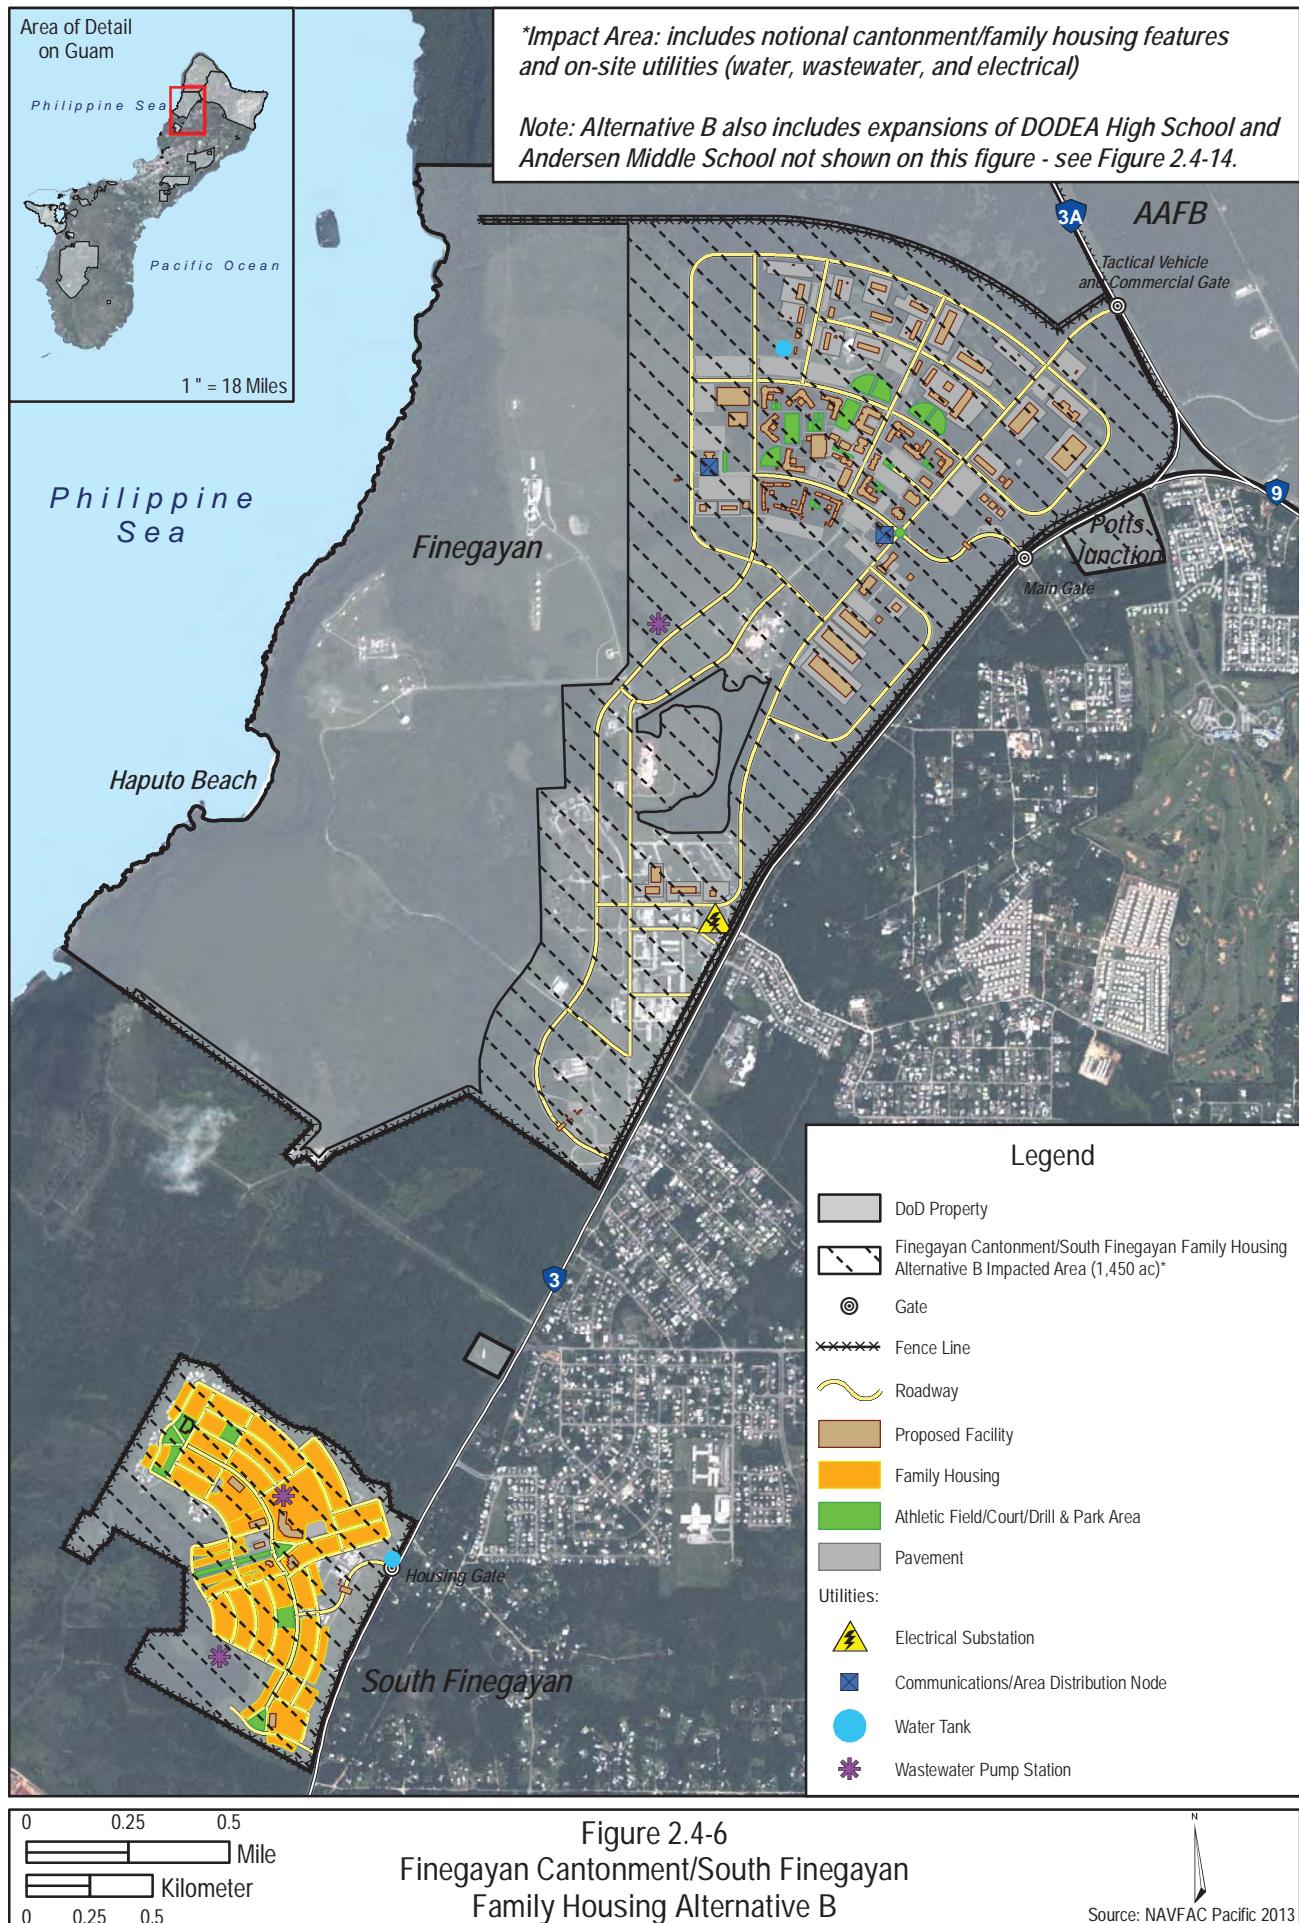 Area of Detail
on Guam
Philippine Sea
Pacific Ocean
1 " = 18 Miles
*Impact Area: includes notional cantonment/family housing features
and on-site utilities (water, wastewater, and electrical)
Note: Alternative B also includes expansions of DODEA High School and
Andersen Middle School not shown on this figure - see Figure 2.4-14.
3A
AAFB
Tactical Vehicle
and Commercial Gate
9
Philippine
Sea
Finegayan
Potts
Junction
Main Gate
Haputo Beach
3
Housing Gate
South Finegayan
Legend
DoD Property
Finegayan Cantonment/South Finegayan Family Housing
Alternative B Impacted Area (1,450 ac)*
Gate
Fence Line
Roadway
Proposed Facility
Family Housing
Athletic Field/Court/Drill & Park Area
Pavement
Utilities:
Electrical Substation
Communications/Area Distribution Node
Water Tank
Wastewater Pump Station
0 0.25 0.5
Mile
Kilometer
0 0.25 0.5
Figure 2.4-6
Finegayan Cantonment/South Finegayan
Family Housing Alternative B
N
Source: NAVFAC Pacific 2013